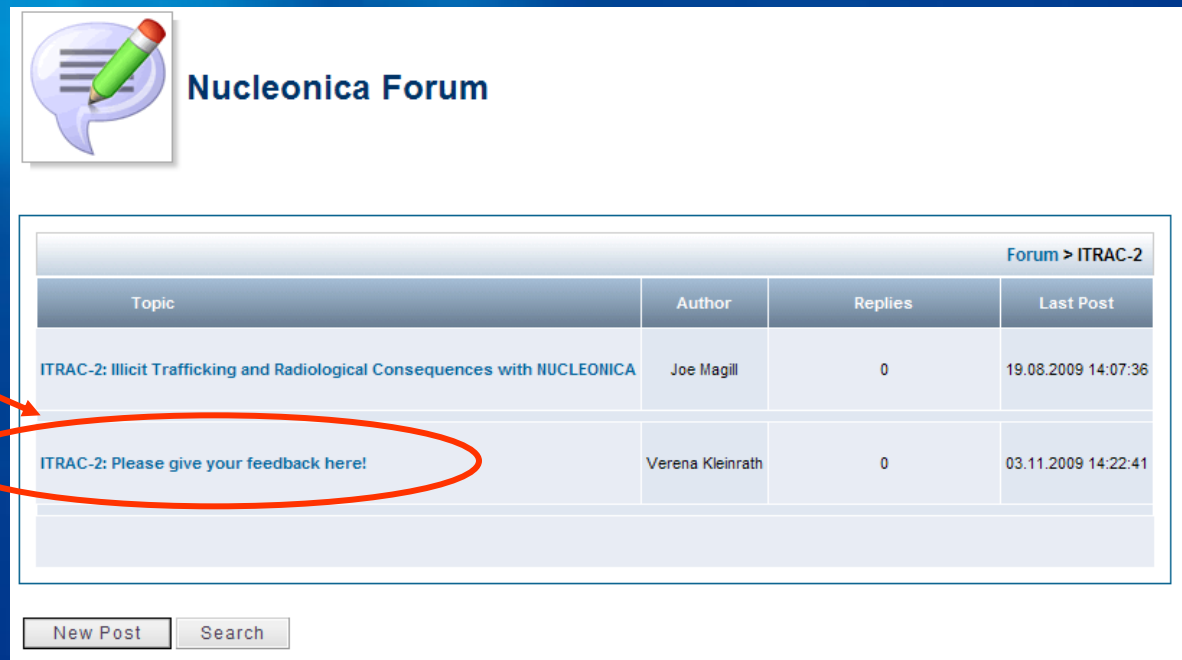 Nucleonica Forum
Forum > ITRAC-2
Topic Author Replies Last Post
ITRAC-2: Illicit Trafficking and Radiological Consequences with NUCLEONICA Joe Magill 0 19.08.2009 14:07:36
ITRAC-2: Please give your feedback here! Verena Kleinrath 0 03.11.2009 14:22:41
New Post Search